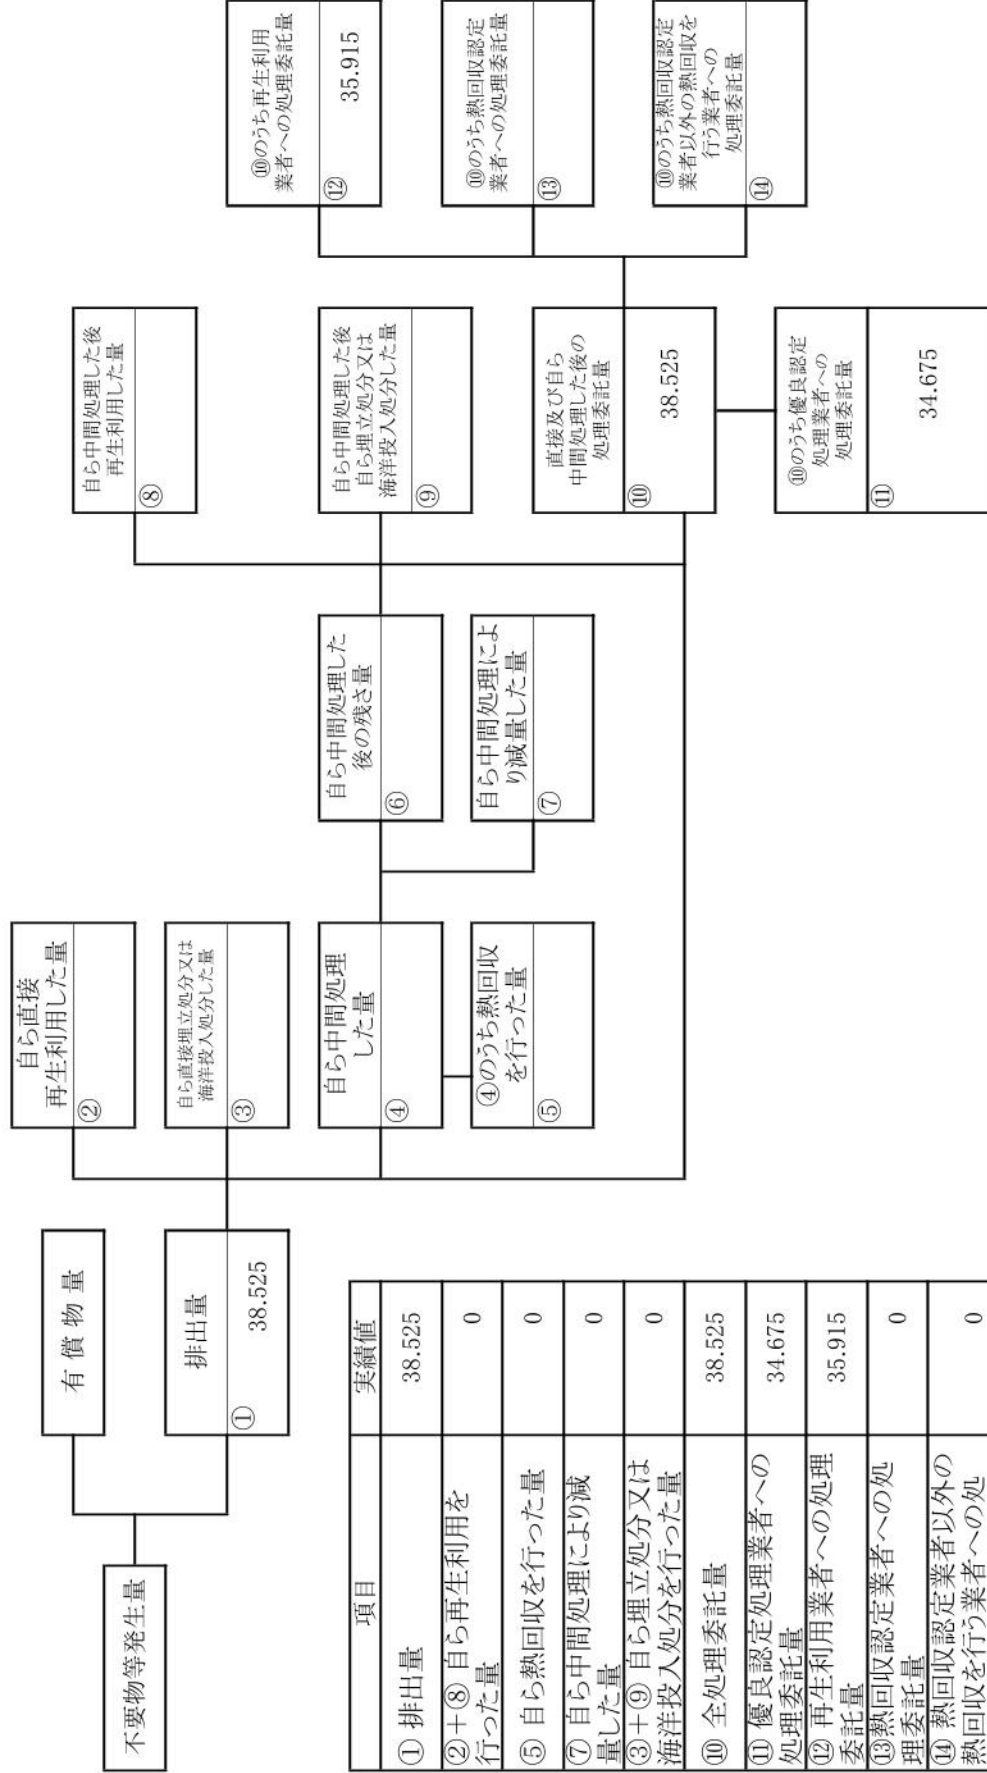 不要物等発生量
有 償 物 量
排出量
①
38.525
自ら直接
再生利用した量
②
自ら直接埋立処分又は
海洋投入処分した量
③
自ら中間処理
した量
④
④のうち熱回収
を行った量
⑤
自ら中間処理した
後の残さ量
⑥
自ら中間処理によ
り減量した量
⑦
自ら中間処理した後
再生利用した量
⑧
自ら中間処理した後
自ら埋立処分又は
海洋投入処分した量
⑨
直接及び自ら
中間処理した後の
処理委託量
⑩
38.525
⑩のうち優良認定
処理業者への
処理委託量
⑪
34.675
⑩のうち再生利用
業者への処理委託量
⑫
35.915
⑩のうち熱回収認定
業者への処理委託量
⑬
⑩のうち熱回収認定
業者以外の熱回収を
行う業者への
処理委託量
⑭
項目 実績値
① 排出量 38.525
②＋⑧ 自ら再生利用を
行った量 0
⑤ 自ら熱回収を行った量 0
⑦ 自ら中間処理により減
量した量 0
③＋⑨ 自ら埋立処分又は
海洋投入処分を行った量 0
⑩ 全処理委託量 38.525
⑪ 優良認定処理業者への
処理委託量 34.675
⑫ 再生利用業者への処理
委託量 35.915
⑬熱回収認定業者への処
理委託量 0
⑭ 熱回収認定業者以外の
熱回収を行う業者への処 0